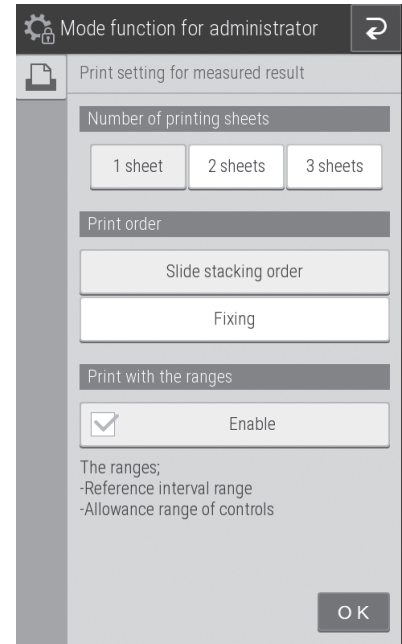 Mode function for administrator
Print setting for measured result
Number of printing sheets
1 sheet 2 sheets 3 sheets
Print order
Slide stacking order
Fixing
Print with the ranges
Enable
The ranges;
-Reference interval range
-Allowance range of controls
OK